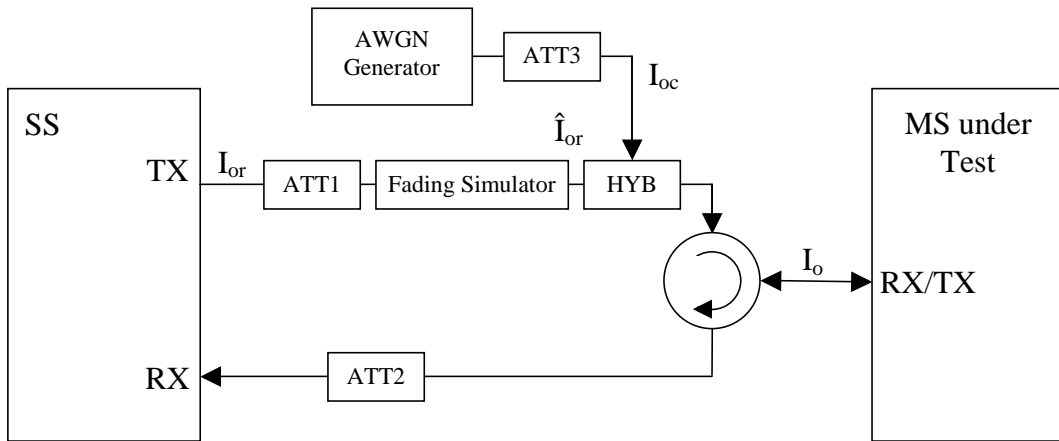 AWGN
Generator
ATT3
I_oc
SS
MS under
Test
Î_or
TX
I_or
ATT1
Fading Simulator
HYB
I_o
RX/TX
RX
ATT2